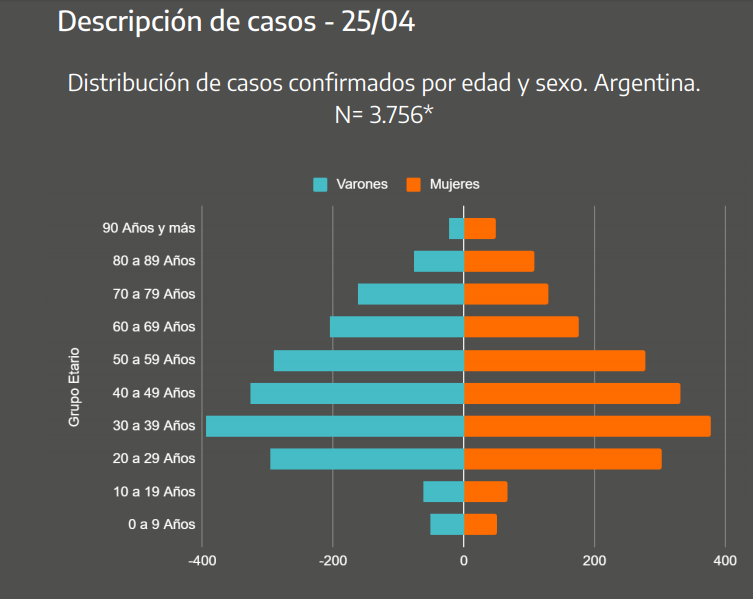 Descripción de casos - 25/04
Distribución de casos confirmados por edad y sexo. Argentina.
N= 3.756*
Varones Mujeres
90 Años y más
80 a 89 Años
70 a 79 Años
60 a 69 Años
50 a 59 Años
40 a 49 Años
30 a 39 Años
20 a 29 Años
10 a 19 Años
0 a 9 Años
Grupo Etario
-400 -200 0 200 400